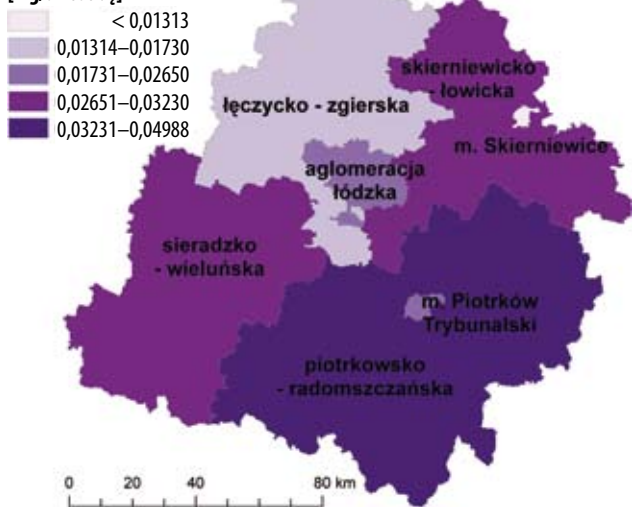 < 0,01313
0,01314–0,01730
0,01731–0,02650
0,02651–0,03230
0,03231–0,04988
skierniewicko
- łowicka
łęczycko - zgierska
m. Skierniewice
aglomeracja
łódzka
sieradzko
- wieluńska
m. Piotrków
Trybunalski
piotrkowsko
- radomszczańska
0 20 40 80 km